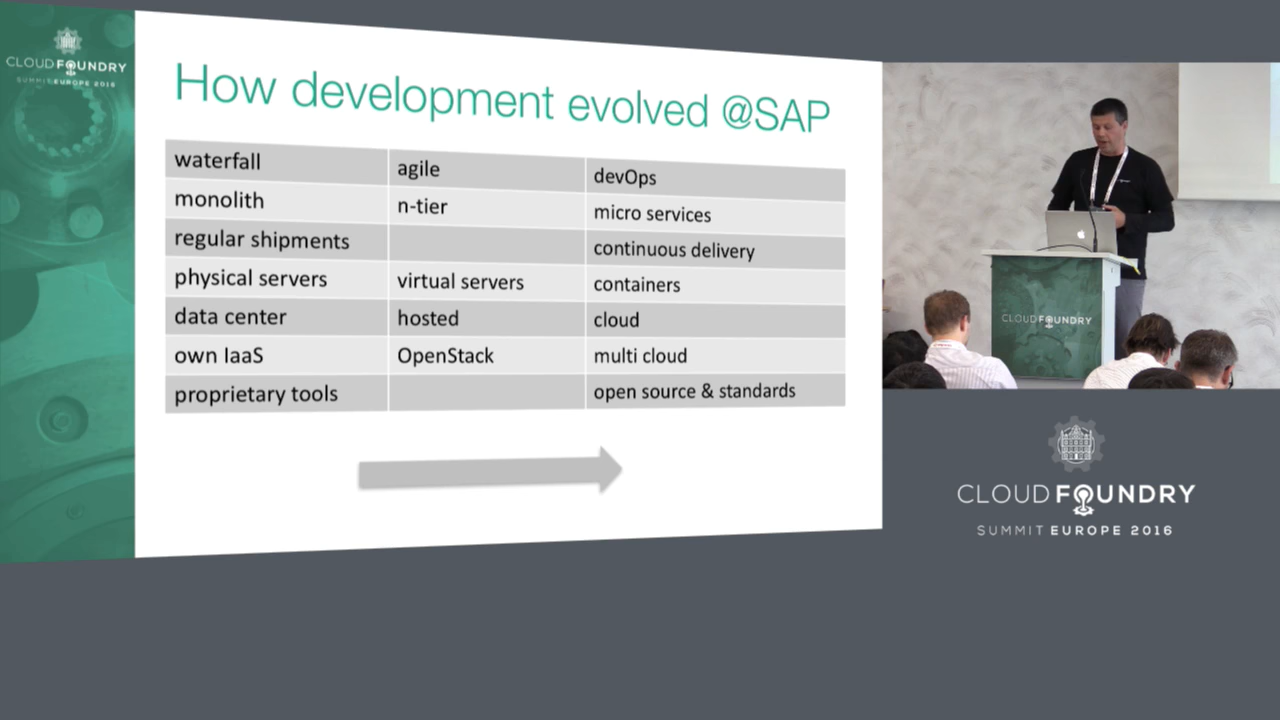 CLOUD FOUNDRY
SUMMIT EUROPE 2016
How development evolved @SAP
waterfall agile devOps
monolith n-tier micro services
regular shipments continuous delivery
physical servers virtual servers containers
data center hosted cloud
own IaaS OpenStack multi cloud
proprietary tools open source & standards
CLOUD FOUNDRY
CLOUD FOUNDRY
SUMMIT EUROPE 2016